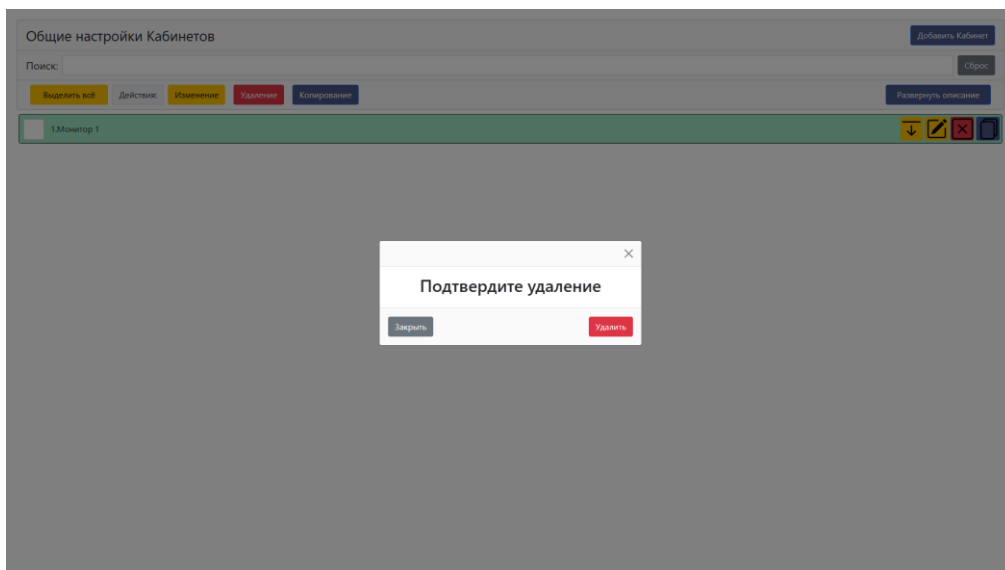 Общие настройки Кабинетов
Добавить Кабинет
Поиск:
Сброс
Выделить всё Действия: Изменение Удаление Копирование
Развернуть описание
1.Монитор 1
Подтвердите удаление
Закрыть
Удалить